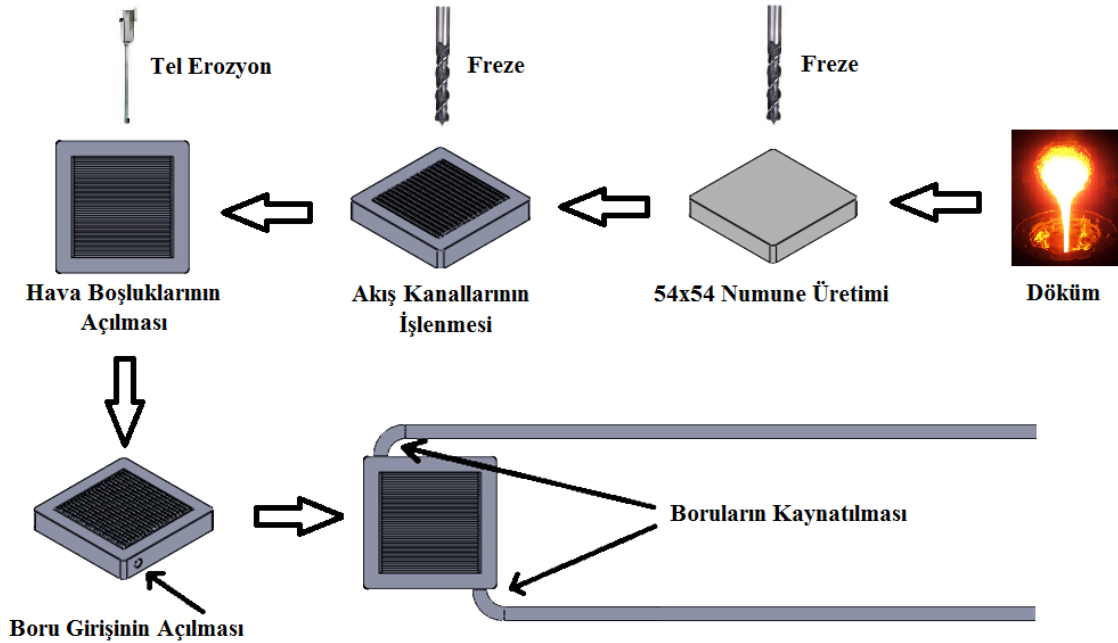 Tel Erozyon
Freze
Freze
Hava Boşluklarının
Açılması
Akış Kanallarının
İşlenmesi
54x54 Numune Üretimi
Döküm
Boruların Kaynatılması
Boru Girişinin Açılması